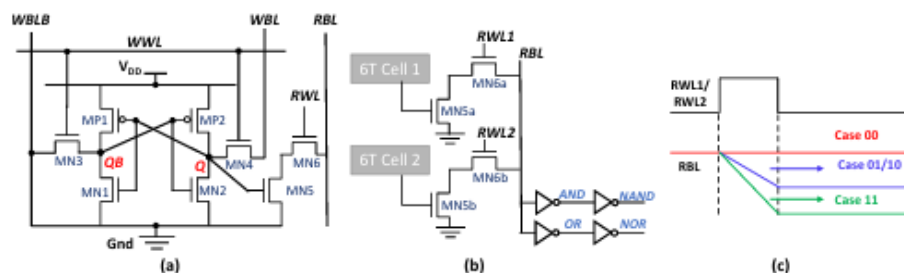 WBLB
WBL
RBL
WWL
VDD
RWL
MP1
MP2
MN3
QB
Q
MN4
MN6
MN1
MN2
MN5
Gnd
(a)
RWL1
RBL
6T Cell 1
MN5a
MN6a
RWL2
6T Cell 2
MN6b
MN5b
AND
NAND
OR
NOR
(b)
RWL1/
RWL2
Case 00
RBL
Case 01/10
Case 11
(c)